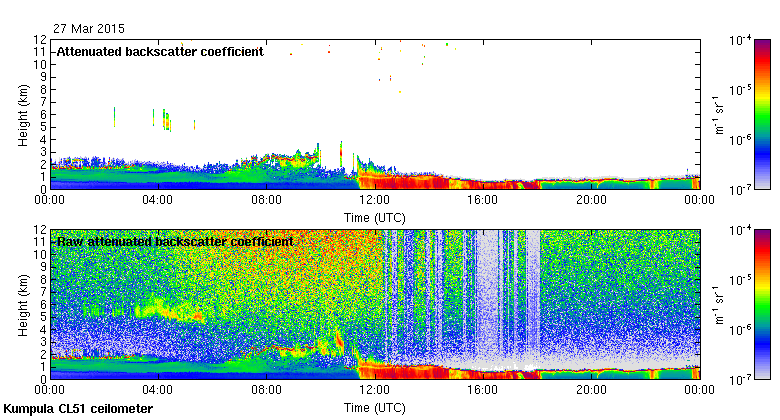 27 Mar 2015
Attenuated backscatter coefficient
12
11
10
9
8
7
6
5
4
3
2
1
0
Height (km)
00:00 04:00 08:00 12:00 16:00 20:00 00:00
Time (UTC)
10^-4
10^-5
10^-6
10^-7
m^-1 sr^-1
Raw attenuated backscatter coefficient
12
11
10
9
8
7
6
5
4
3
2
1
0
Height (km)
00:00 04:00 08:00 12:00 16:00 20:00 00:00
Time (UTC)
10^-4
10^-5
10^-6
10^-7
m^-1 sr^-1
Kumpula CL51 ceilometer